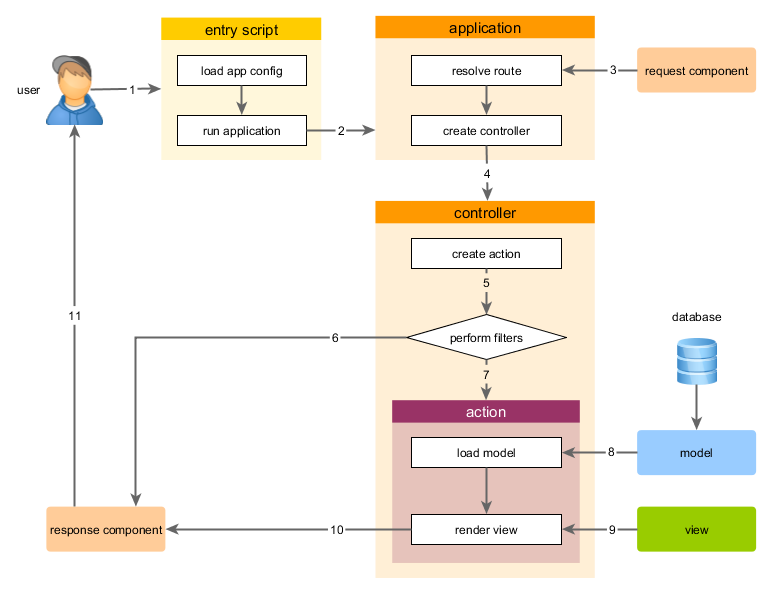 entry script
application
load app config
resolve route
3
request component
user
1
run application
2
create controller
4
controller
create action
5
11
database
6
perform filters
7
action
load model
8
model
response component
10
render view
9
view